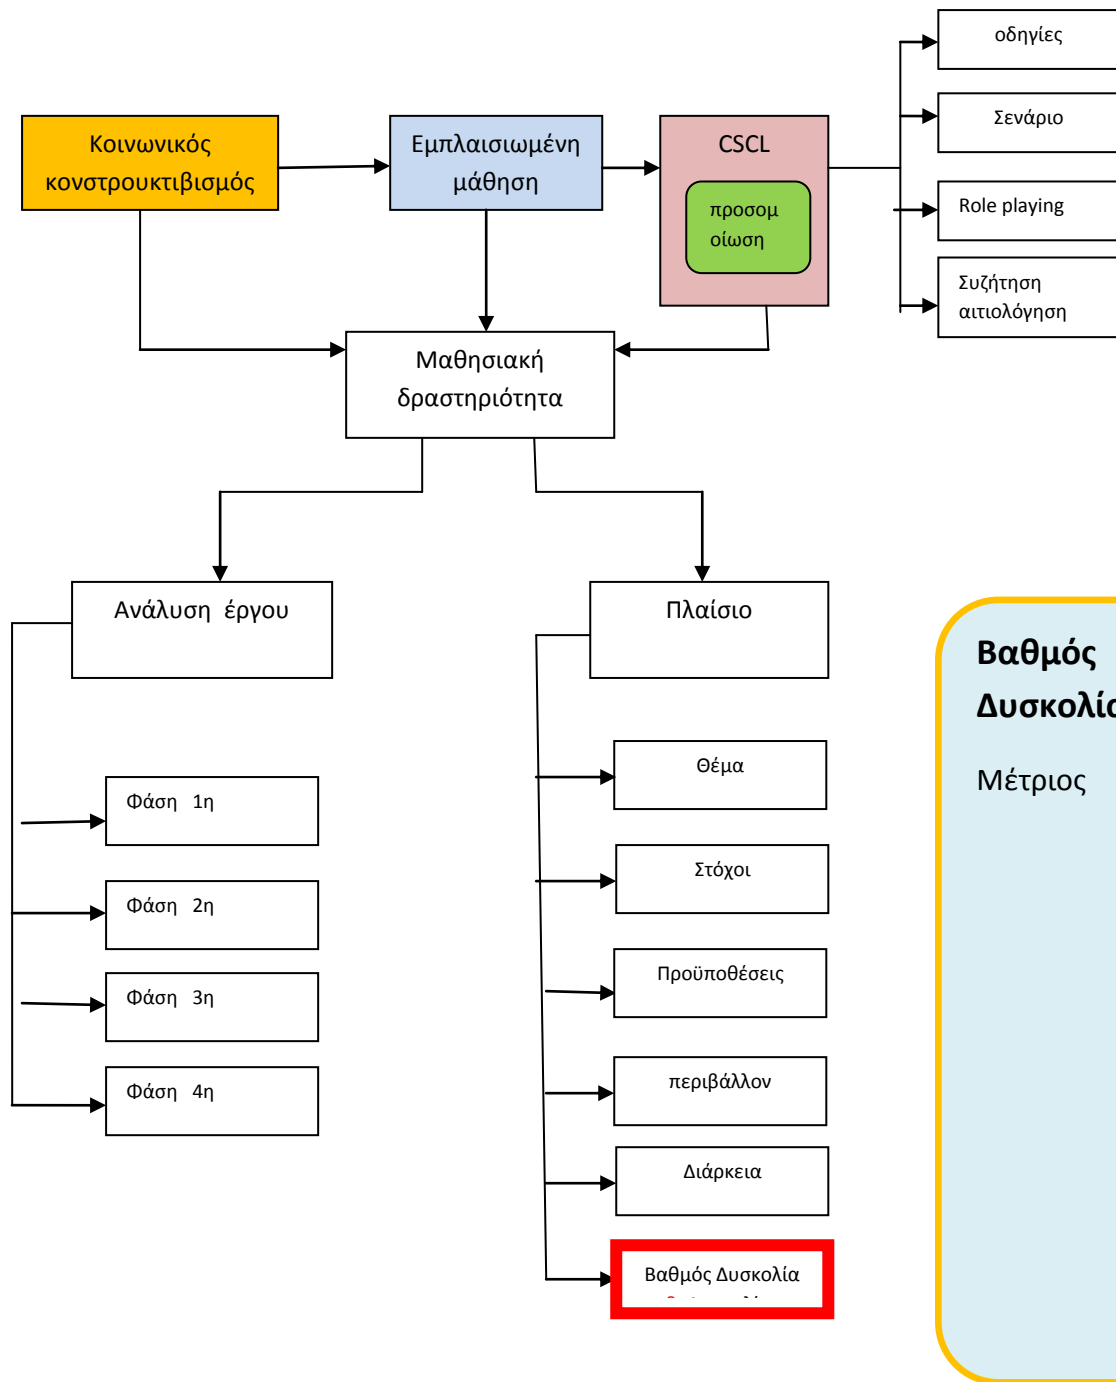 οδηγίες
Σενάριο
Role playing
Συζήτηση
αιτιολόγηση
Κοινωνικός
κονστρουκτιβισμός
Εμπλαισιωμένη
μάθηση
CSCL
προσομ
οίωση
Μαθησιακή
δραστηριότητα
Ανάλυση έργου
Πλαίσιο
Φάση 1η
Φάση 2η
Φάση 3η
Φάση 4η
Θέμα
Στόχοι
Προϋποθέσεις
περιβάλλον
Διάρκεια
Βαθμός Δυσκολία
Βαθμός
Δυσκολία
Μέτριος